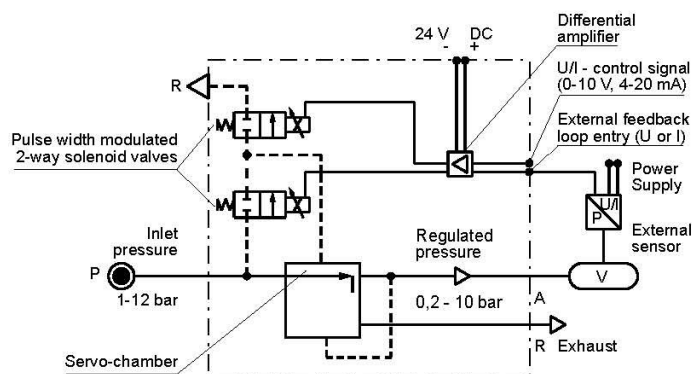 24 V DC
- +
Differential
amplifier
U/I - control signal
(0-10 V, 4-20 mA)
External feedback
loop entry (U or I)
R
Pulse width modulated
2-way solenoid valves
Power
Supply
U/I
P
External
sensor
Inlet
pressure
Regulated
pressure
P
V
1-12 bar
0,2 - 10 bar
A
R Exhaust
Servo-chamber